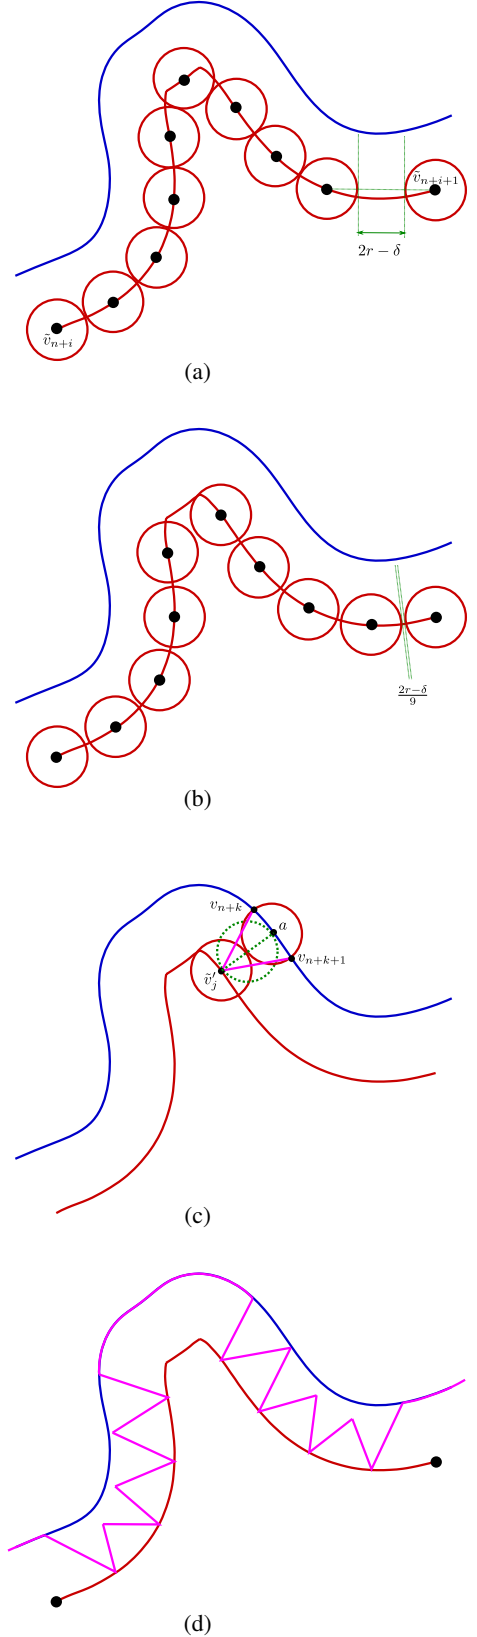 ṽₙ₊ᵢ₊₁
2r − δ
ṽₙ₊ᵢ
(a)
(2r−δ)/9
(b)
vₙ₊ₖ
a
vₙ₊ₖ₊₁
ṽ′ⱼ
(c)
(d)